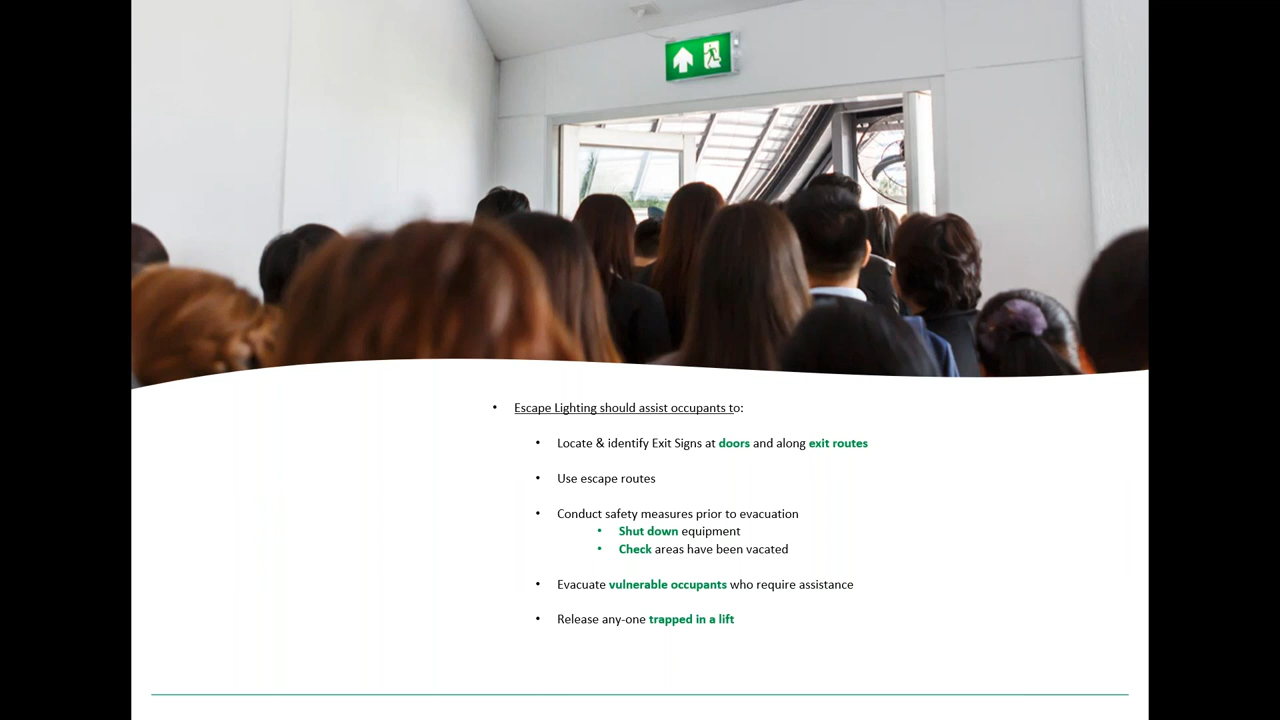 • Escape Lighting should assist occupants to:
• Locate & identify Exit Signs at doors and along exit routes
• Use escape routes
• Conduct safety measures prior to evacuation
• Shut down equipment
• Check areas have been vacated
• Evacuate vulnerable occupants who require assistance
• Release any-one trapped in a lift